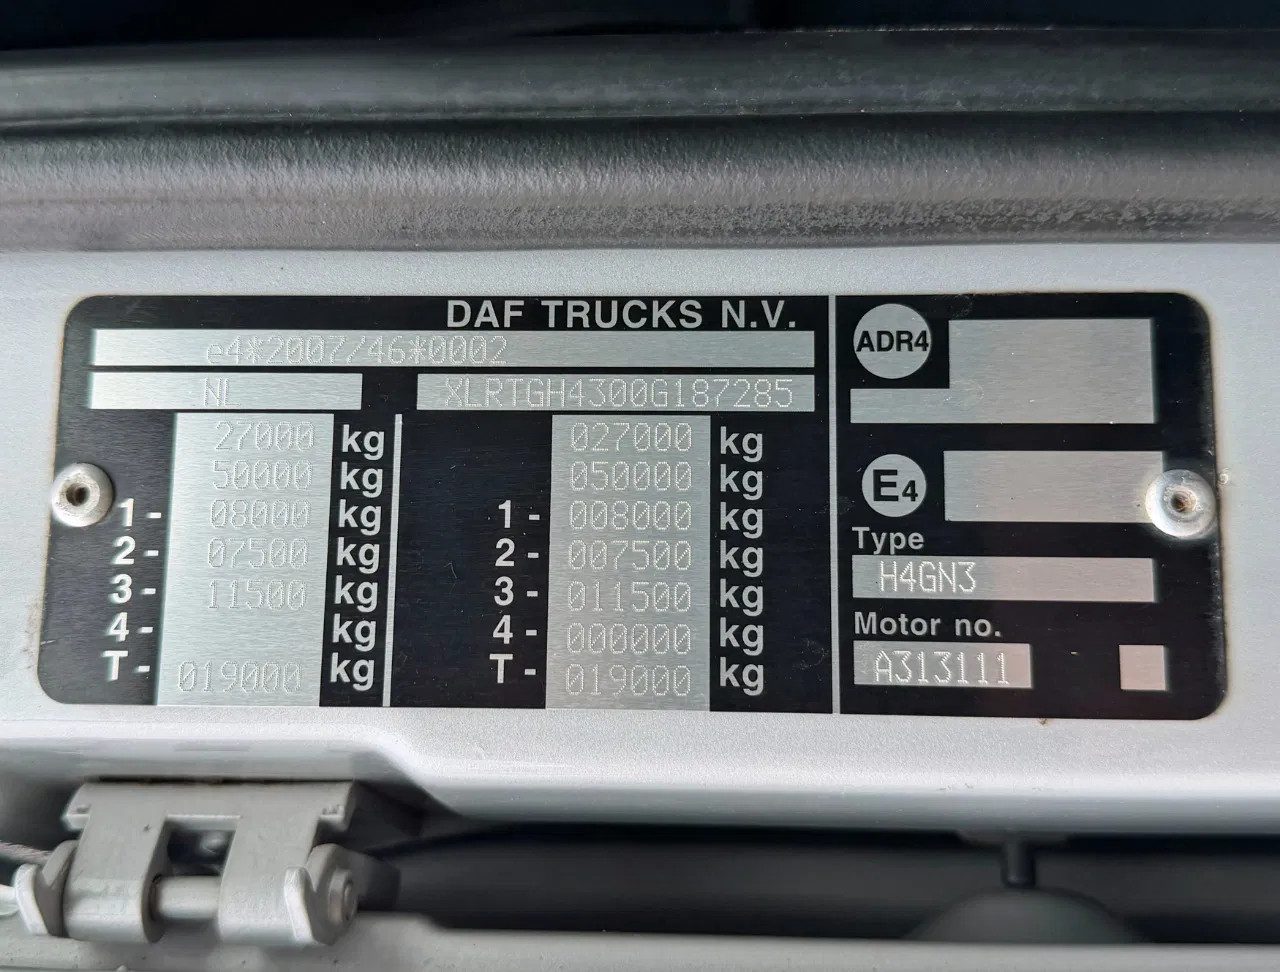 DAF TRUCKS N.V.
e4*2007/46*0002
NL XLRTGH4300G187285
27000 kg 027000 kg
50000 kg 050000 kg
1- 08000 kg 1- 008000 kg
2- 07500 kg 2- 007500 kg
3- 11500 kg 3- 011500 kg
4- kg 4- 000000 kg
T- 019000 kg T- 019000 kg
ADR4
E4
Type
H4GN3
Motor no.
A313111